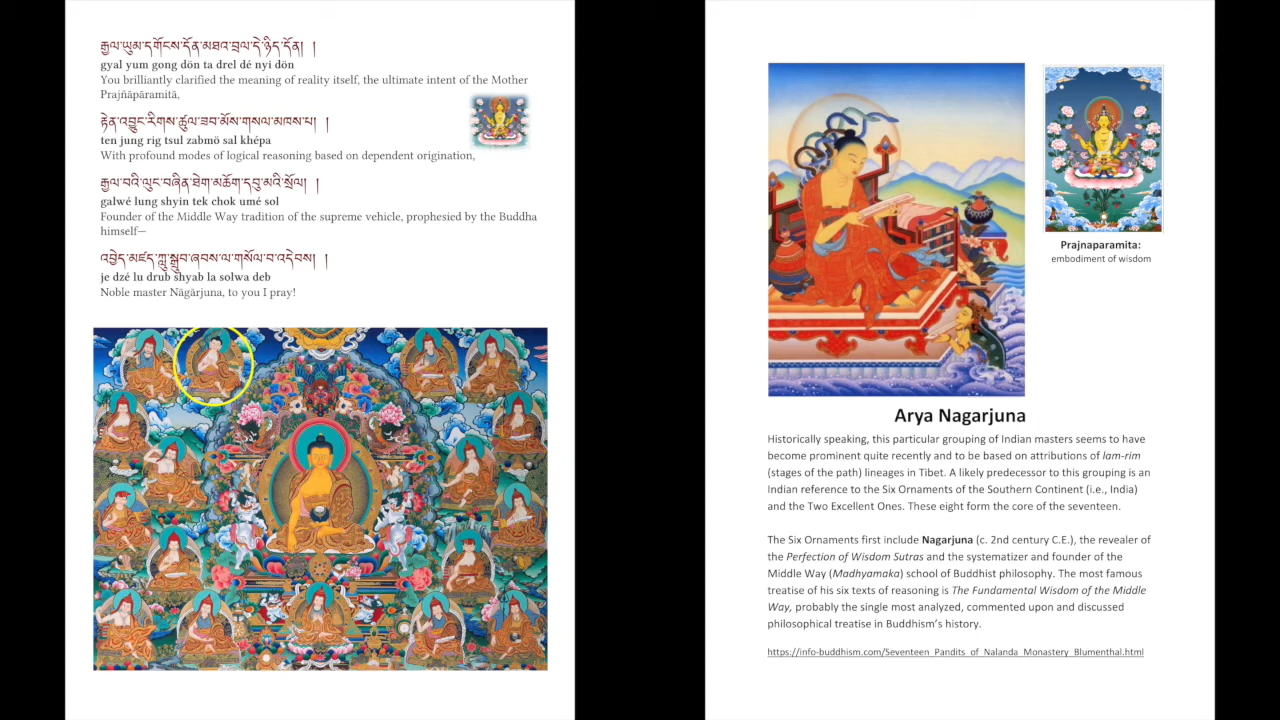 རྒྱལ་ཡུམ་དགོངས་དོན་མཐའ་བྲལ་དེ་ཉིད་དོན། །
gyal yum gong dön ta drel dé nyi dön
You brilliantly clarified the meaning of reality itself, the ultimate intent of the Mother
Prajñāpāramitā,
རྟེན་འབྱུང་རིགས་ཚུལ་ཟབ་མོས་གསལ་མཁས་པ། །
ten jung rig tsul zabmö sal khépa
With profound modes of logical reasoning based on dependent origination,
རྒྱལ་བའི་ལུང་བཞིན་ཐེག་མཆོག་དབུ་མའི་སྲོལ། །
galwé lung shyin tek chok umé sol
Founder of the Middle Way tradition of the supreme vehicle, prophesied by the Buddha
himself—
འབྱེད་མཛད་ཀླུ་སྒྲུབ་ཞབས་ལ་གསོལ་བ་འདེབས། །
je dzé lu drub shyab la solwa deb
Noble master Nāgārjuna, to you I pray!
Prajnaparamita:
embodiment of wisdom
Arya Nagarjuna
Historically speaking, this particular grouping of Indian masters seems to have
become prominent quite recently and to be based on attributions of lam-rim
(stages of the path) lineages in Tibet. A likely predecessor to this grouping is an
Indian reference to the Six Ornaments of the Southern Continent (i.e., India)
and the Two Excellent Ones. These eight form the core of the seventeen.
The Six Ornaments first include Nagarjuna (c. 2nd century C.E.), the revealer of
the Perfection of Wisdom Sutras and the systematizer and founder of the
Middle Way (Madhyamaka) school of Buddhist philosophy. The most famous
treatise of his six texts of reasoning is The Fundamental Wisdom of the Middle
Way, probably the single most analyzed, commented upon and discussed
philosophical treatise in Buddhism's history.
https://info-buddhism.com/Seventeen_Pandits_of_Nalanda_Monastery_Blumenthal.html